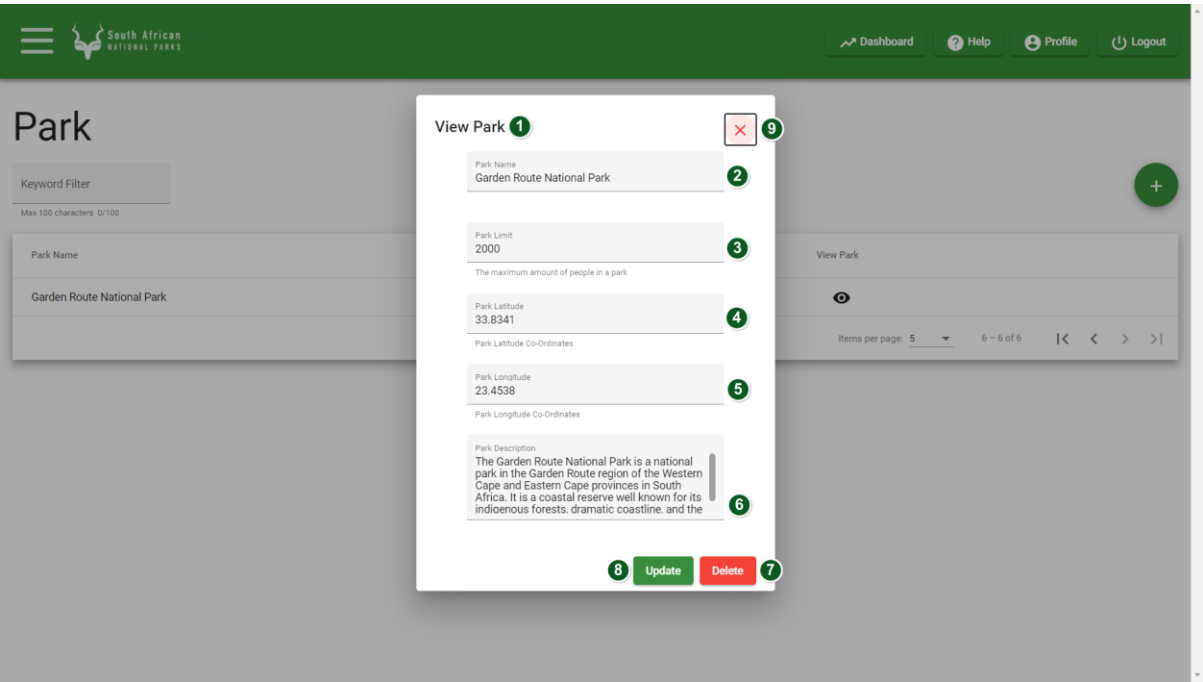 South African
NATIONAL PARKS
Dashboard
Help
Profile
Logout
Park
Keyword Filter
Max 100 characters 0/100
Park Name
View Park
Garden Route National Park
Items per page: 5
6 – 6 of 6
View Park 1
9
Park Name
Garden Route National Park
2
Park Limit
2000
3
The maximum amount of people in a park
Park Latitude
33.8341
4
Park Latitude Co-Ordinates
Park Longitude
23.4538
5
Park Longitude Co-Ordinates
Park Description
The Garden Route National Park is a national
park in the Garden Route region of the Western
Cape and Eastern Cape provinces in South
Africa. It is a coastal reserve well known for its
indigenous forests, dramatic coastline, and the
6
8 Update Delete 7